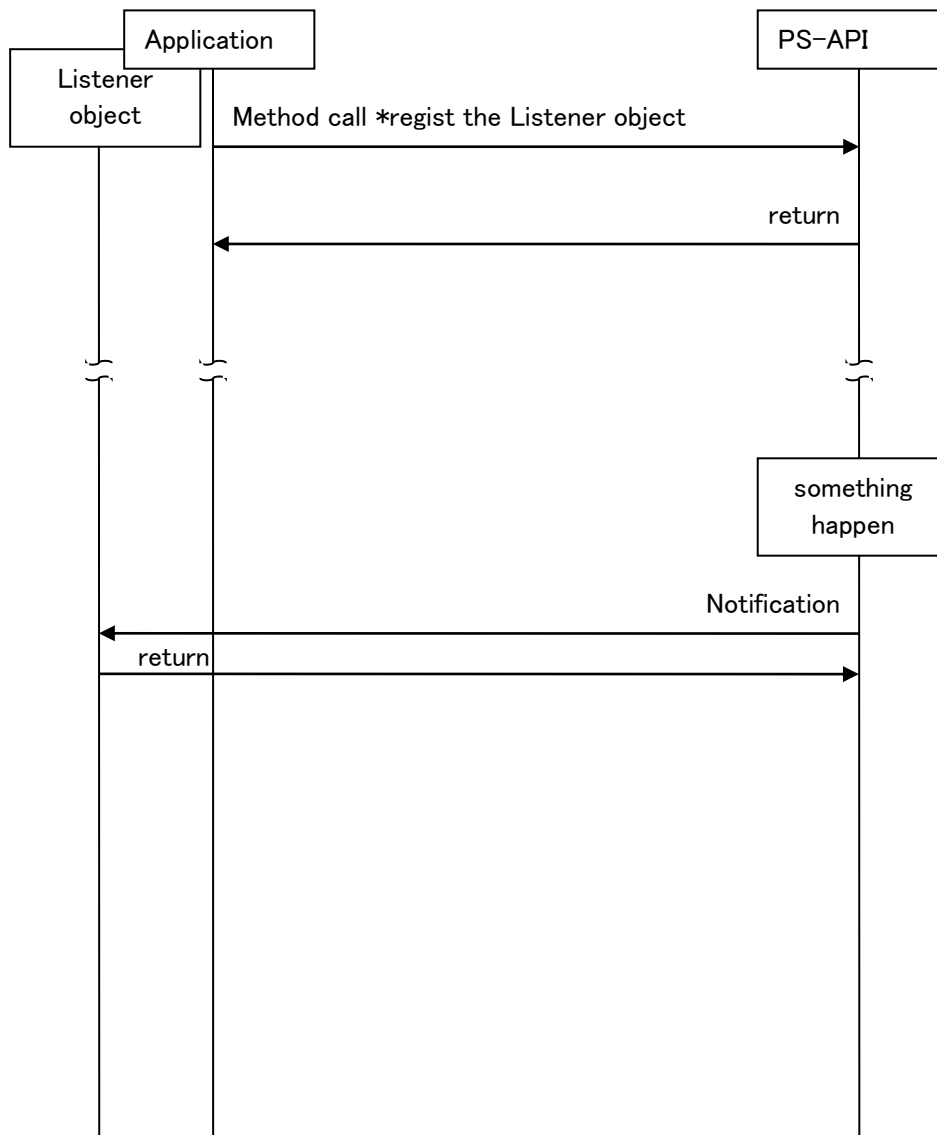 Application
PS-API
Listener
object
Method call *regist the Listener object
return
something
happen
Notification
return